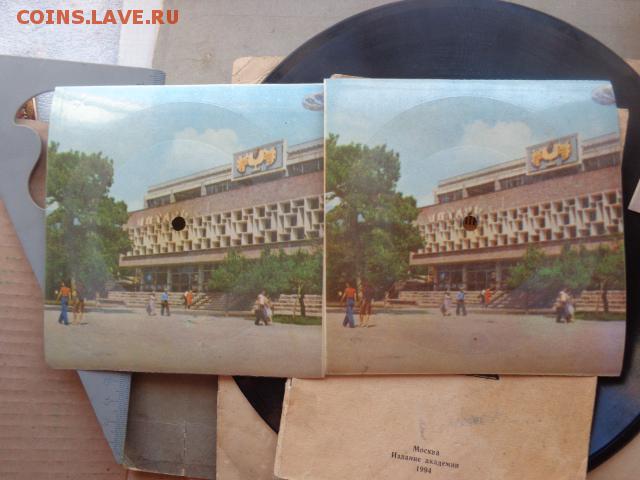 COINS.LAVE.RU
Москва
Издание академии
1994